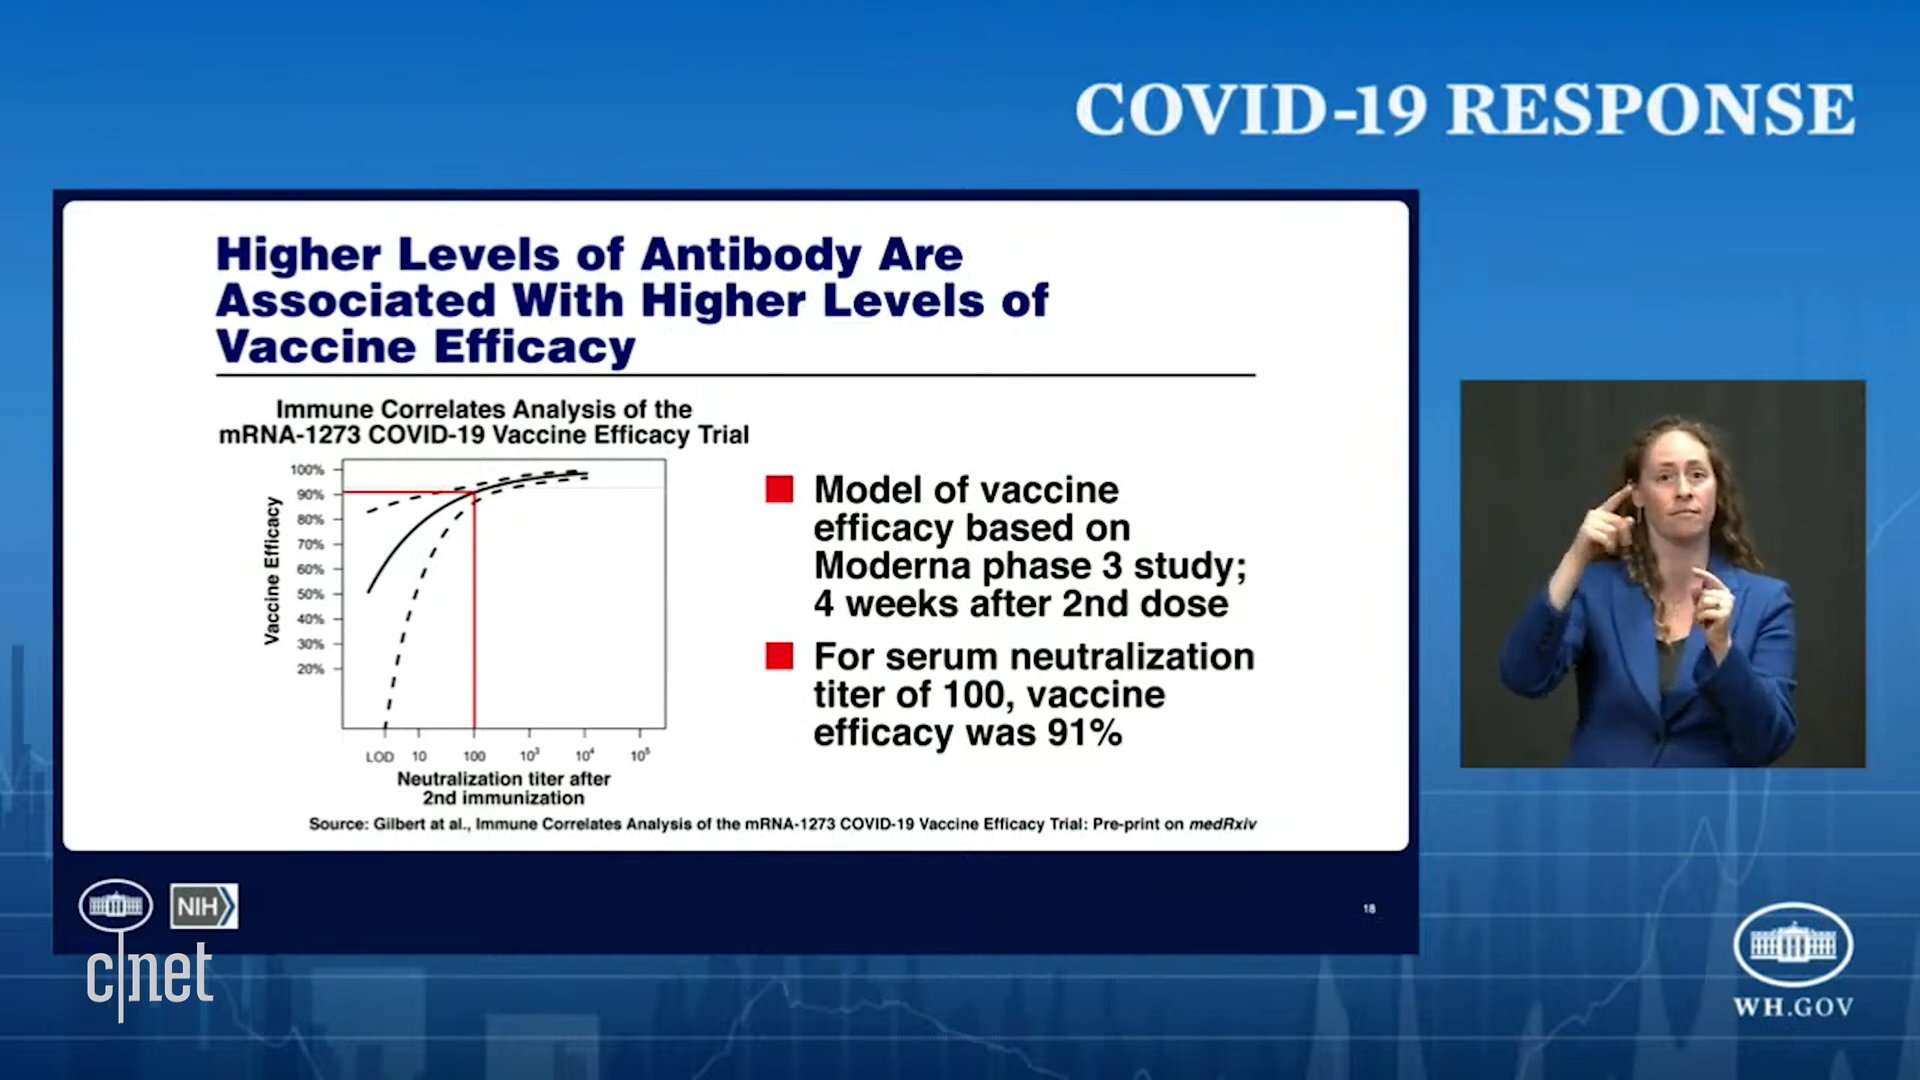 COVID-19 RESPONSE
Higher Levels of Antibody Are
Associated With Higher Levels of
Vaccine Efficacy
Immune Correlates Analysis of the
mRNA-1273 COVID-19 Vaccine Efficacy Trial
Vaccine Efficacy
100%
90%
80%
70%
60%
50%
40%
30%
20%
LOD 10 100 10³ 10⁴ 10⁵
Neutralization titer after
2nd immunization
Model of vaccine
efficacy based on
Moderna phase 3 study;
4 weeks after 2nd dose
For serum neutralization
titer of 100, vaccine
efficacy was 91%
Source: Gilbert at al., Immune Correlates Analysis of the mRNA-1273 COVID-19 Vaccine Efficacy Trial: Pre-print on medRxiv
NIH
18
c|net
WH.GOV